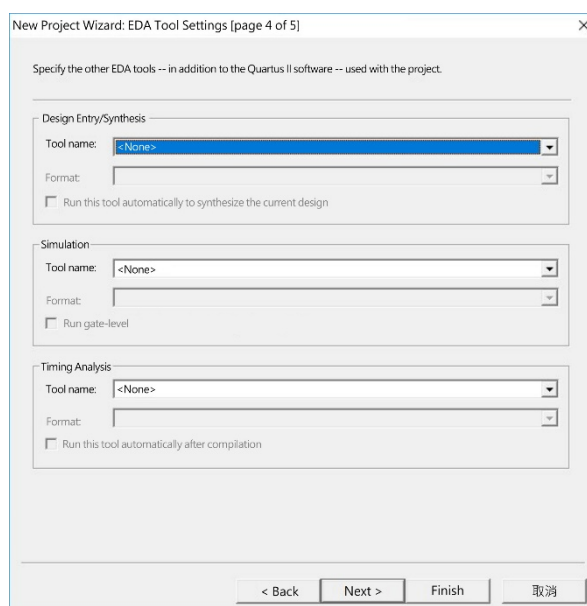 New Project Wizard: EDA Tool Settings [page 4 of 5]
Specify the other EDA tools -- in addition to the Quartus II software -- used with the project.
Design Entry/Synthesis
Tool name: <None>
Format:
Run this tool automatically to synthesize the current design
Simulation
Tool name: <None>
Format:
Run gate-level
Timing Analysis
Tool name: <None>
Format:
Run this tool automatically after compilation
< Back Next > Finish 取消